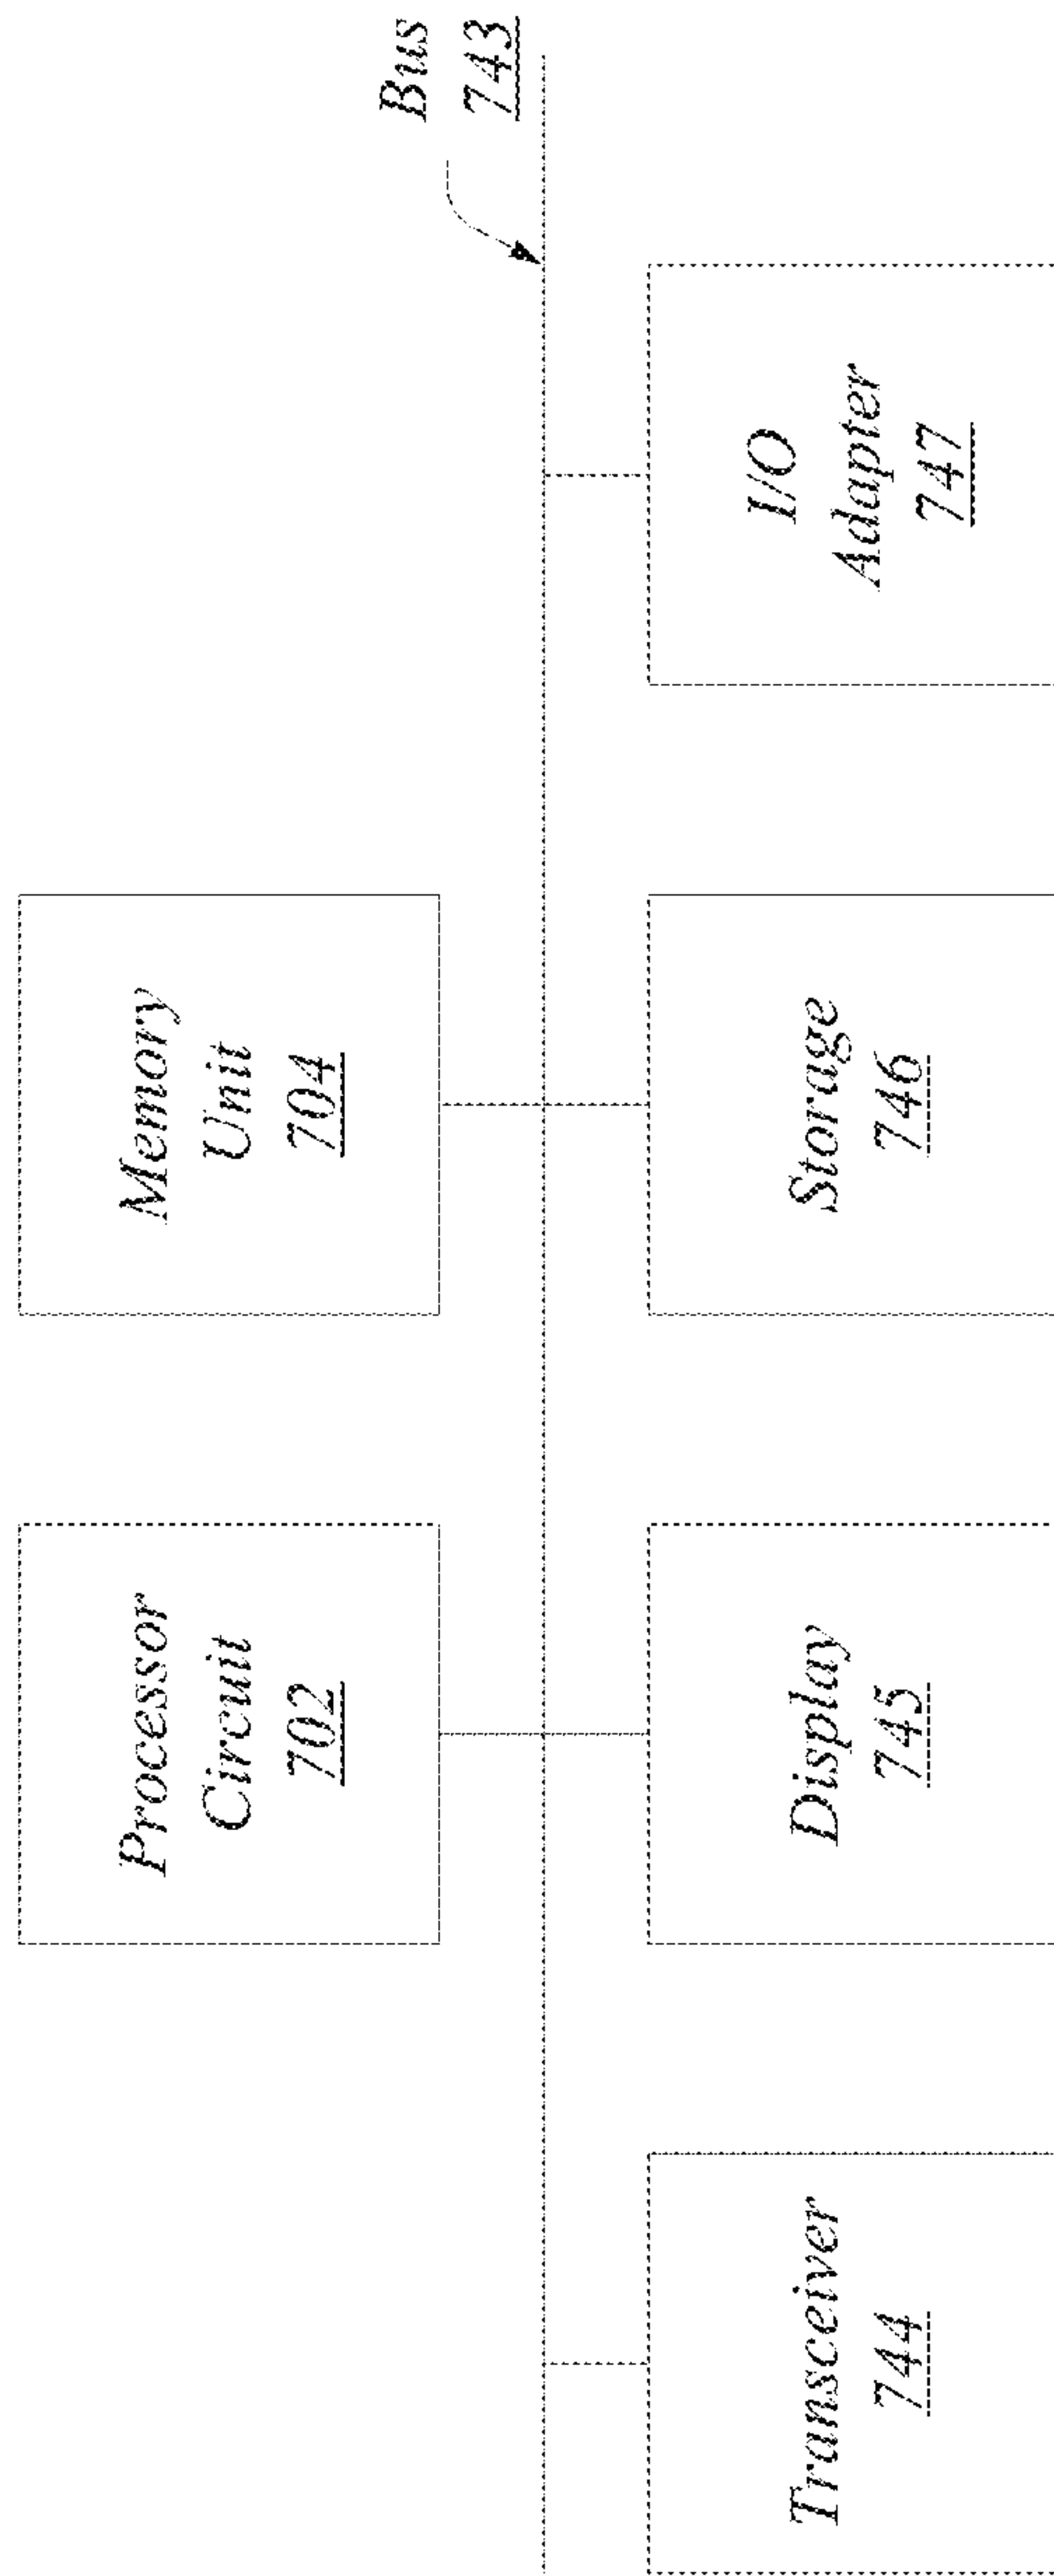 Processor
Circuit
702
Memory
Unit
704
Bus
743
Transceiver
744
Display
745
Storage
746
I/O
Adapter
747